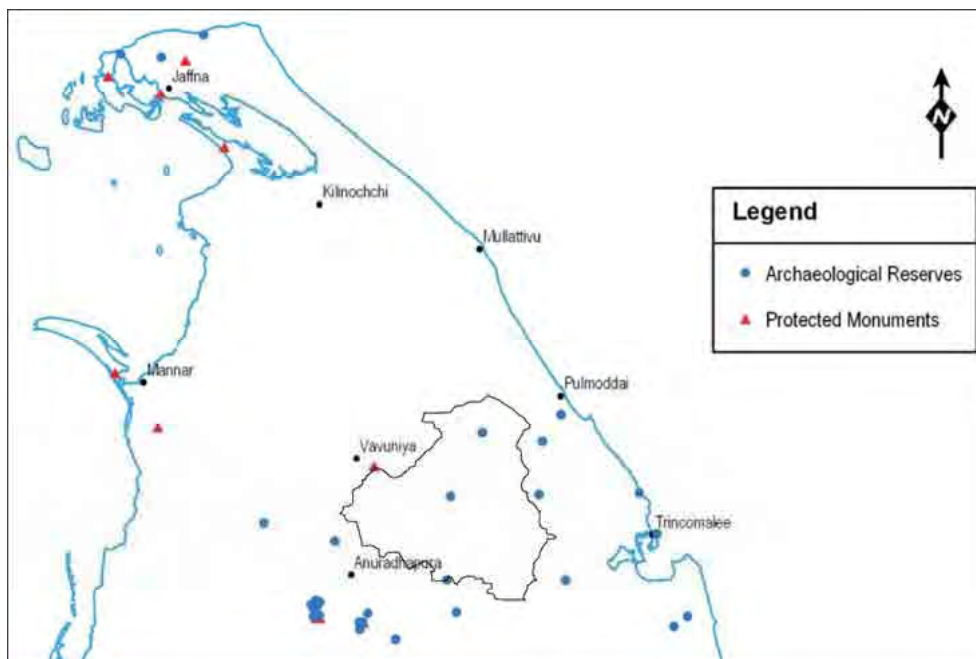 Jaffna
N
Kilinochchi
Legend
Mullattivu
Archaeological Reserves
Protected Monuments
Mannar
Pulmoddai
Vavuniya
Trincomalee
Anuradhapura